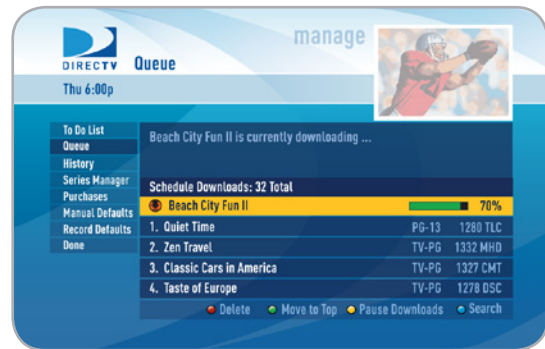 manage
DIRECTV Queue
Thu 6:00p
To Do List
Queue
History
Series Manager
Purchases
Manual Defaults
Record Defaults
Done
Beach City Fun II is currently downloading ...
Schedule Downloads: 32 Total
Beach City Fun II 70%
1. Quiet Time PG-13 1280 TLC
2. Zen Travel TV-PG 1332 MHD
3. Classic Cars in America TV-PG 1327 CMT
4. Taste of Europe TV-PG 1278 DSC
Delete Move to Top Pause Downloads Search